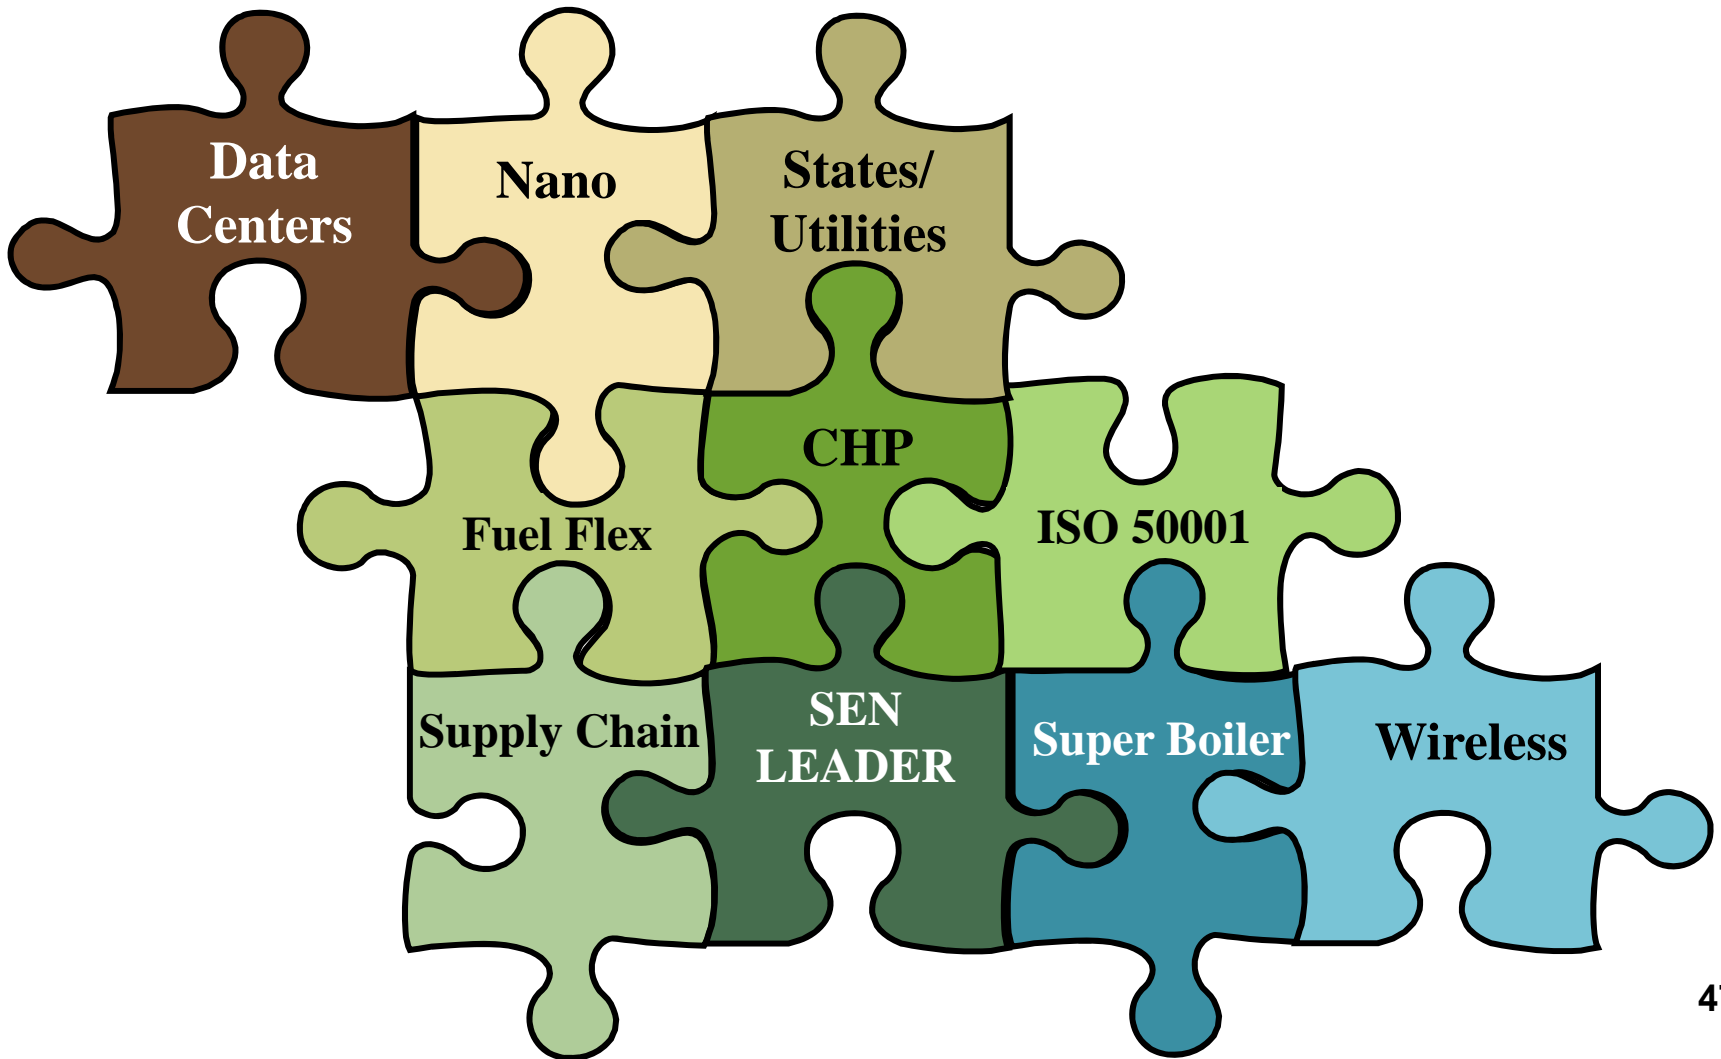 Data
Centers
Nano
States/
Utilities
CHP
Fuel Flex
ISO 50001
Supply Chain
SEN
LEADER
Super Boiler
Wireless